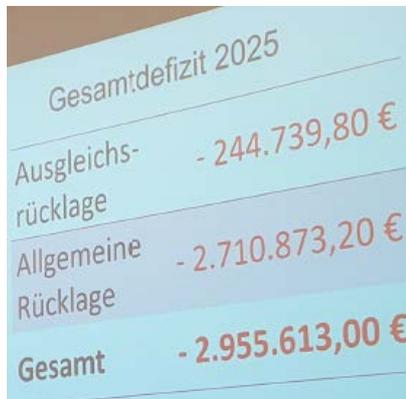 Gesamtdefizit 2025
Ausgleichs- - 244.739,80 €
rücklage
Allgemeine - 2.710.873,20 €
Rücklage
Gesamt - 2.955.613,00 €